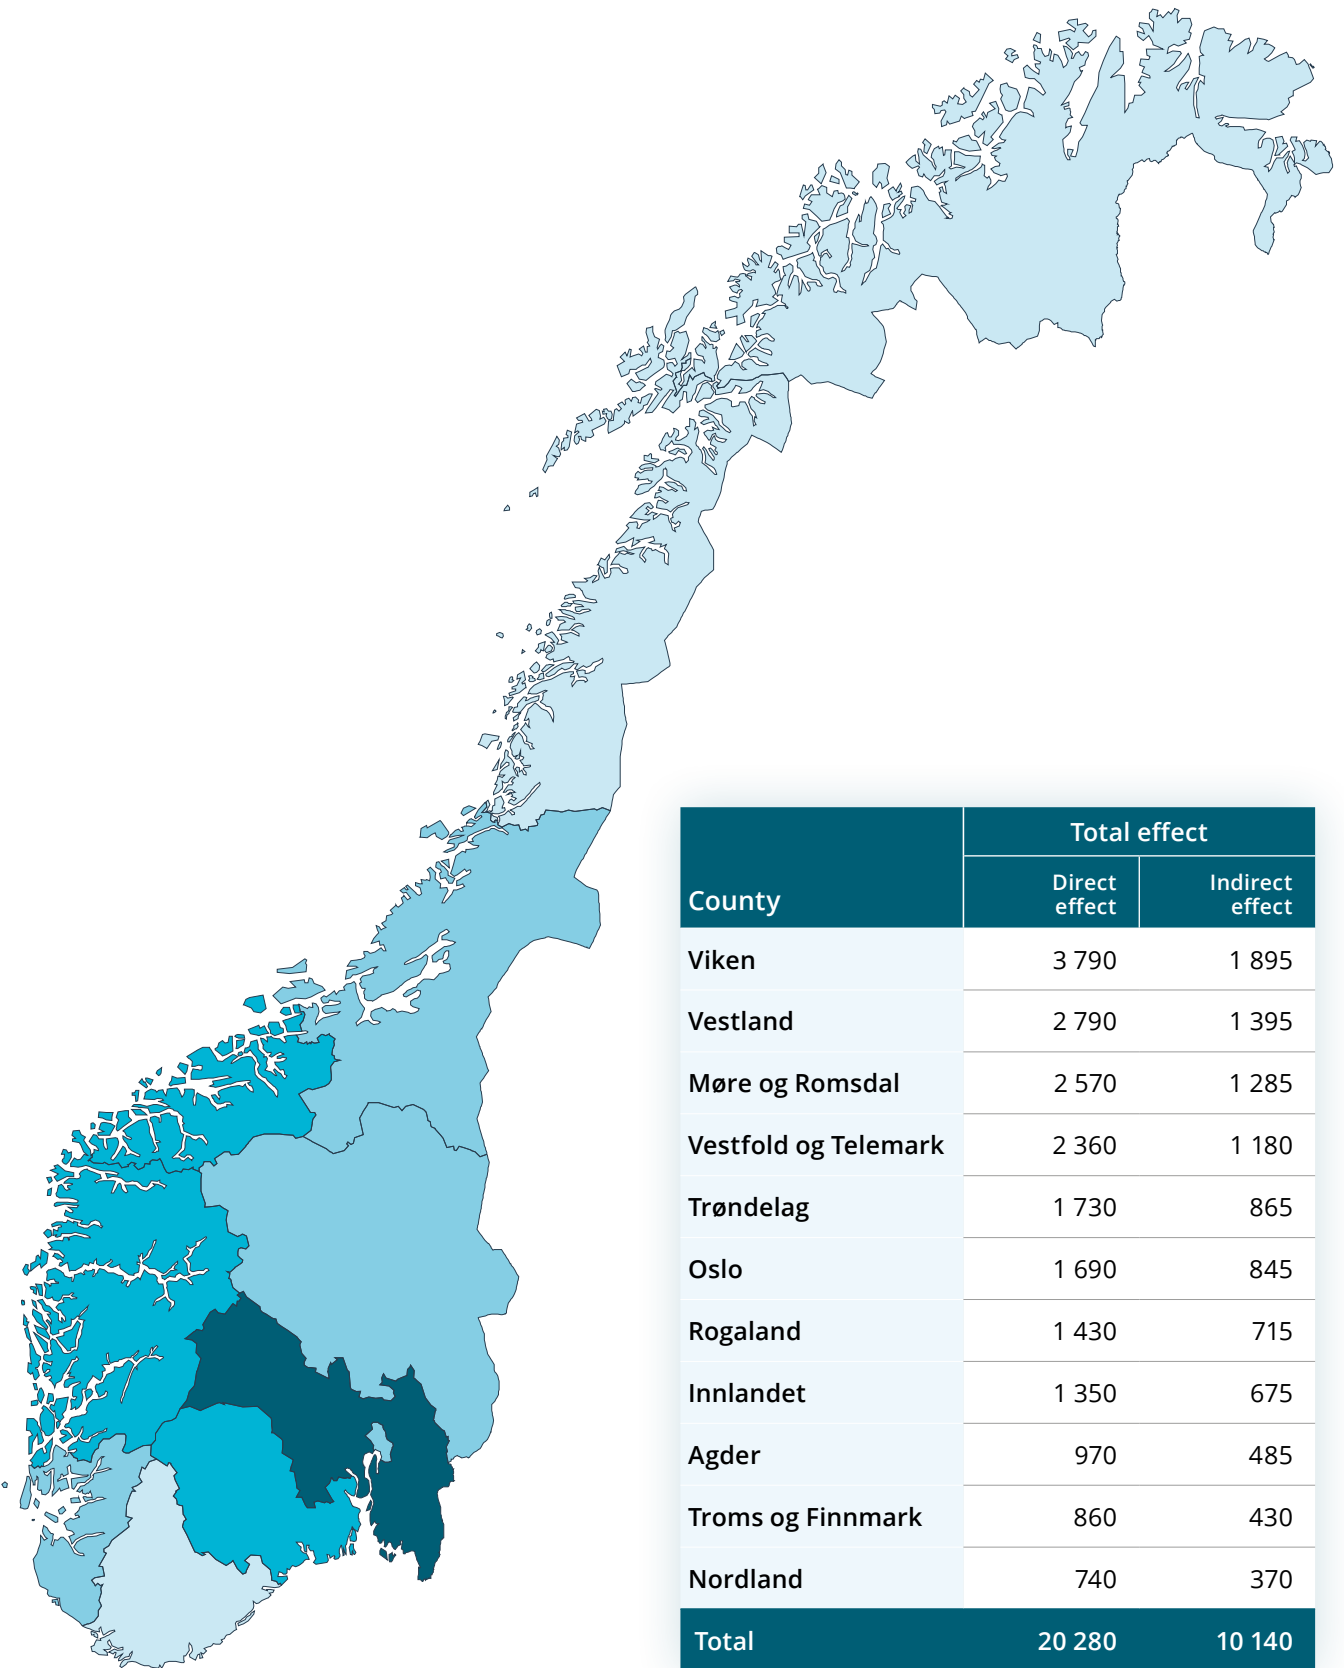 Total effect
County
Direct
effect
Indirect
effect
Viken 3 790 1 895
Vestland 2 790 1 395
Møre og Romsdal 2 570 1 285
Vestfold og Telemark 2 360 1 180
Trøndelag 1 730 865
Oslo 1 690 845
Rogaland 1 430 715
Innlandet 1 350 675
Agder 970 485
Troms og Finnmark 860 430
Nordland 740 370
Total 20 280 10 140